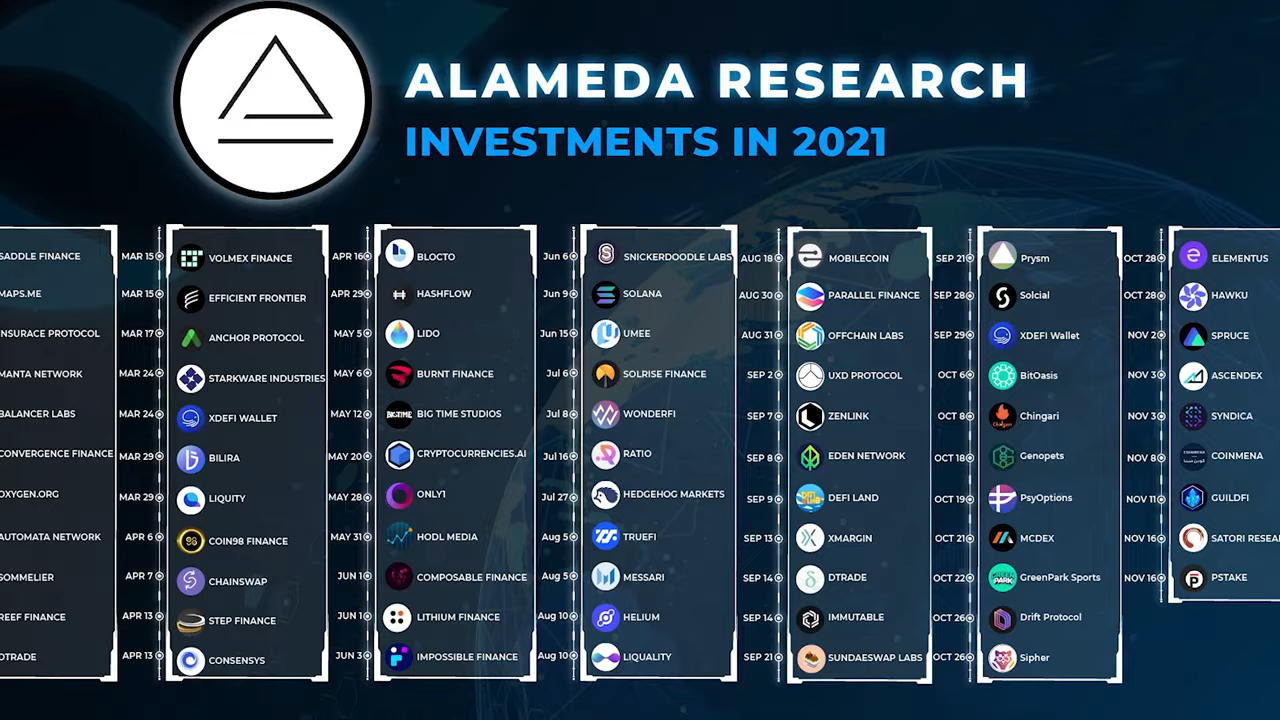 ALAMEDA RESEARCH
INVESTMENTS IN 2021
SADDLE FINANCE
MAPS.ME
INSURACE PROTOCOL
MANTA NETWORK
BALANCER LABS
CONVERGENCE FINANCE
OXYGEN.ORG
AUTOMATA NETWORK
SOMMELIER
REEF FINANCE
DTRADE
MAR 15 VOLMEX FINANCE
MAR 15 EFFICIENT FRONTIER
MAR 17 ANCHOR PROTOCOL
MAR 24 STARKWARE INDUSTRIES
MAR 24 XDEFI WALLET
MAR 29 BILIRA
MAR 29 LIQUITY
APR 6 COIN98 FINANCE
APR 7 CHAINSWAP
APR 13 STEP FINANCE
APR 13 CONSENSYS
APR 16 BLOCTO
APR 29 HASHFLOW
MAY 5 LIDO
MAY 6 BURNT FINANCE
MAY 12 BIG TIME STUDIOS
MAY 20 CRYPTOCURRENCIES.AI
MAY 28 ONLY1
MAY 31 HODL MEDIA
JUN 1 COMPOSABLE FINANCE
JUN 1 LITHIUM FINANCE
JUN 3 IMPOSSIBLE FINANCE
Jun 6 SNICKERDOODLE LABS
Jun 9 SOLANA
Jun 15 UMEE
Jul 6 SOLRISE FINANCE
Jul 8 WONDERFI
Jul 16 RATIO
Jul 27 HEDGEHOG MARKETS
Aug 5 TRUEFI
Aug 5 MESSARI
Aug 10 HELIUM
Aug 10 LIQUALITY
AUG 18 MOBILECOIN
AUG 30 PARALLEL FINANCE
AUG 31 OFFCHAIN LABS
SEP 2 UXD PROTOCOL
SEP 7 ZENLINK
SEP 8 EDEN NETWORK
SEP 9 DEFI LAND
SEP 13 XMARGIN
SEP 14 DTRADE
SEP 14 IMMUTABLE
SEP 21 SUNDAESWAP LABS
SEP 21 Prysm
SEP 28 Solcial
SEP 29 XDEFI Wallet
OCT 6 BitOasis
OCT 8 Chingari
OCT 18 Genopets
OCT 19 PsyOptions
OCT 21 MCDEX
OCT 22 GreenPark Sports
OCT 26 Drift Protocol
OCT 26 Sipher
OCT 28 ELEMENTUS
OCT 28 HAWKU
NOV 2 SPRUCE
NOV 3 ASCENDEX
NOV 3 SYNDICA
NOV 8 COINMENA
NOV 11 GUILDFI
NOV 16 SATORI RESEA
NOV 16 PSTAKE